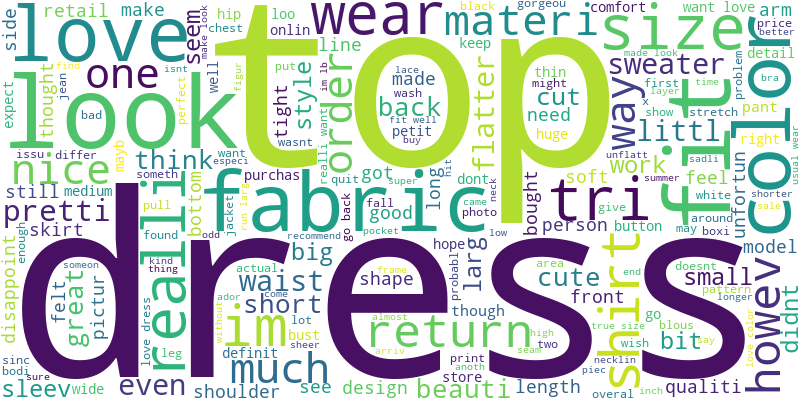 top
dress
love
look
wear
materi
size
color
fit
fabric
tri
realli
nice
one
seem
retail
make
hip
loo
onlin
side
line
style
tight
order
back
made
wash
might
petit
fit well
buy
put
chest
well
make look
lace
keep
black
gorgeou
comfort
want love
arm
price
better
detail
sweater
way
littl
work
feel
flatter
cut
need
huge
thin
soft
first
layer
made look
time
problem
bra
x
show
stretch
pant
right
white
unfortun
around
may
boxi
model
expect
find
jean
thought
isnt
figur
perfect
bad
issu
differ
mayb
think
want
especi
wasnt
realli want
im lb
still
medium
someth
pretti
skirt
bottom
pull
purchas
jacket
run larg
quit
super
got
dont
good
fall
go back
pocket
long
hit
neck
came
photo
bought
give
person
button
unflatt
sadli
summer
usual wear
shorter
sale
disappoint
enough
felt
great
pictur
someon
found
kind
thing
odd
recommend
big
hope
low
larg
probabl
waist
actual
shape
short
frame
though
im
bust
sheer
return
much
come
ador
without
lot
almost
arriv
definit
see
design
print
anoth
store
beauti
seam
high
two
length
front
cute
area
end
shirt
small
doesnt
pattern
longer
true size
go
blous
wish
bit
necklin
piec
say
love color
overal
inch
qualiti
didnt
howev
sinc
bodi
sure
sleev
wide
love dress
leg
even
shoulder